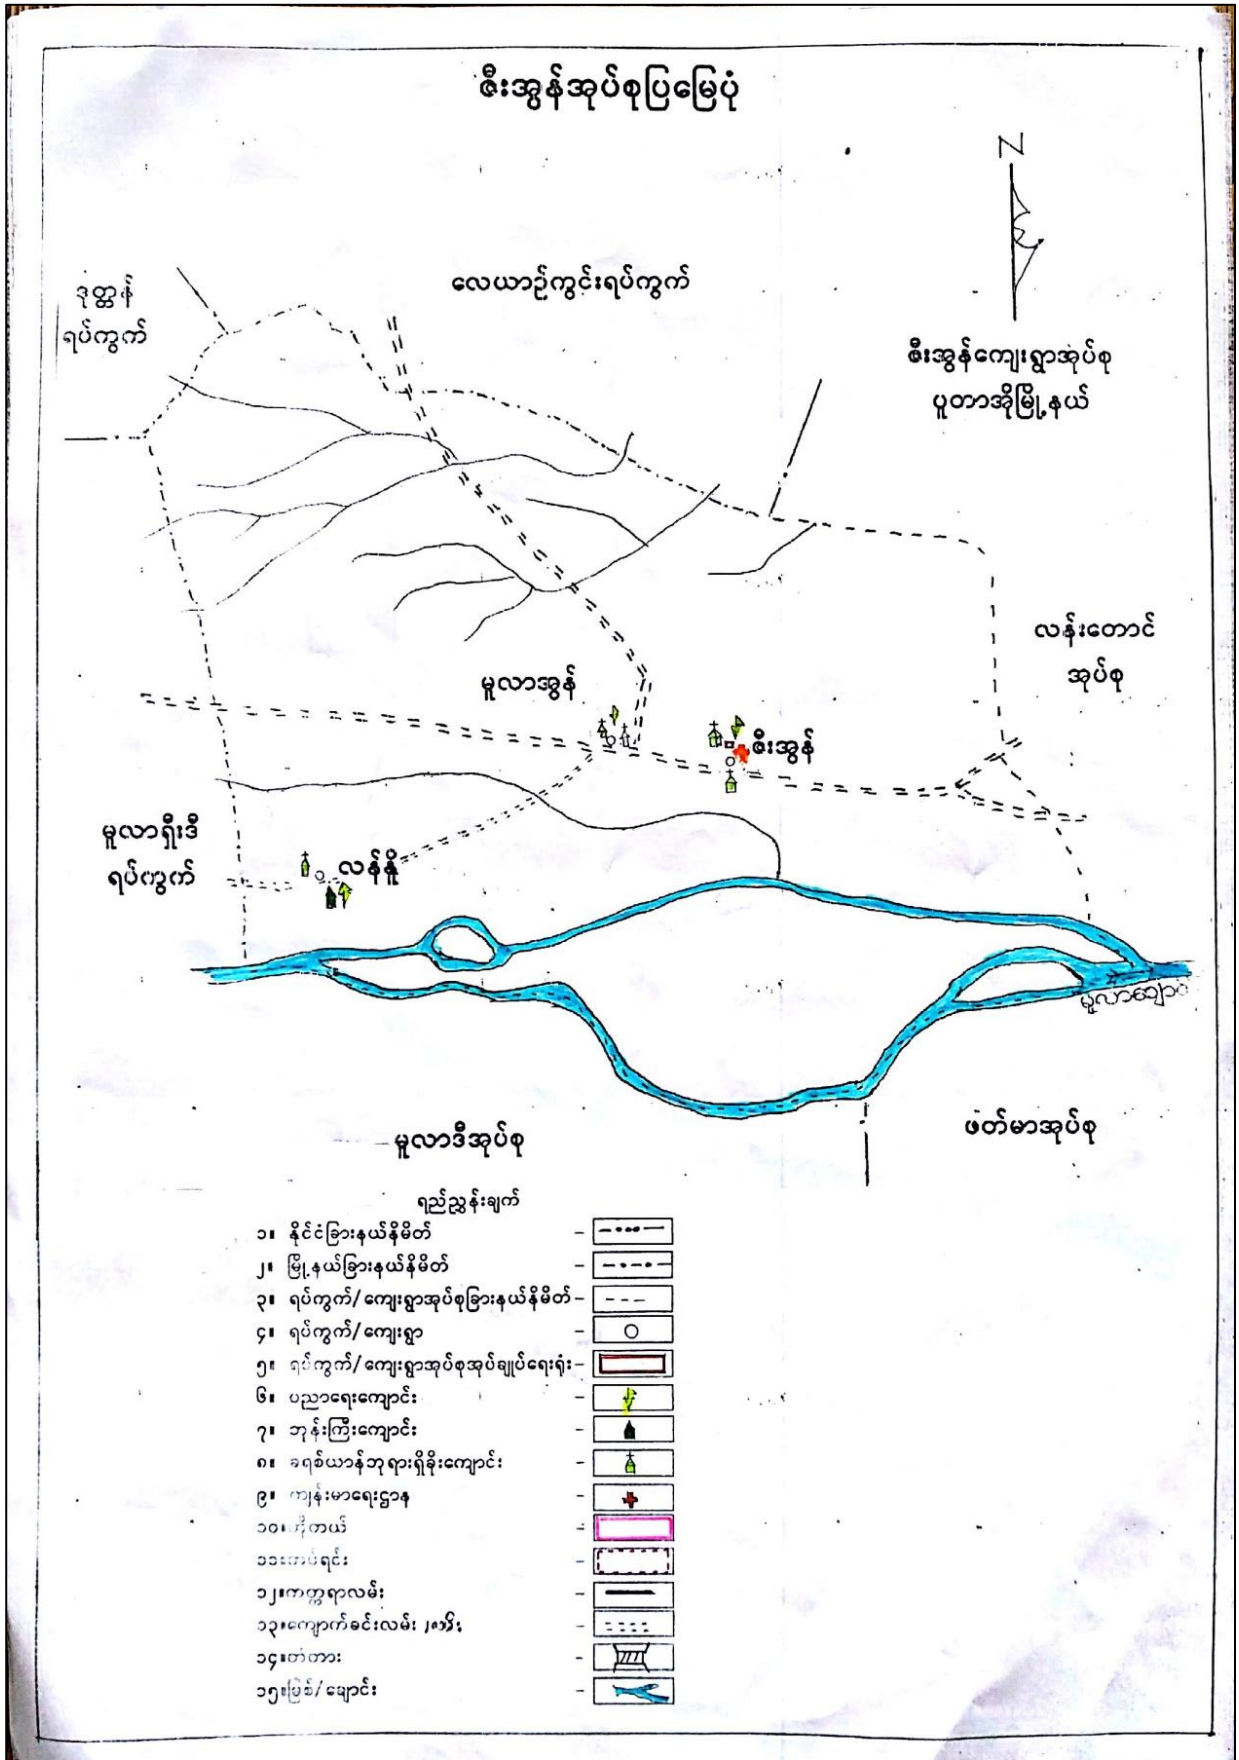 ဇီးအွန်အုပ်စုပြမြေပုံ
N
ဒုတ္တန်
ရပ်ကွက်
လေယာဉ်ကွင်းရပ်ကွက်
ဇီးအွန်ကျေးရွာအုပ်စု
ပူတာအိုမြို့နယ်
လန်းတောင်
အုပ်စု
မူလာအွန်
ဇီးအွန်
မူလာရှီးဒီ
ရပ်ကွက်
လန်နူိ
မူလာချောင်
မူလာဒီအုပ်စု
ဖတ်မာအုပ်စု
ရည်ညွှန်းချက်
၁။ နိုင်ငံခြားနယ်နိမိတ် -
၂။ မြို့နယ်ခြားနယ်နိမိတ် -
၃။ ရပ်ကွက်/ကျေးရွာအုပ်စုခြားနယ်နိမိတ် -
၄။ ရပ်ကွက်/ကျေးရွာ -
၅။ ရပ်ကွက်/ကျေးရွာအုပ်စုအုပ်ချုပ်ရေးရုံး -
၆။ ပညာရေးကျောင်း -
၇။ ဘုန်းကြီးကျောင်း -
၈။ ခရစ်ယာန်ဘုရားရှိခိုးကျောင်း -
၉။ ကျန်းမာရေးဌာန -
၁၀။ဟိုတယ် -
၁၁။တပ်ရင်း -
၁၂။ကတ္တရာလမ်း -
၁၃။ကျောက်ခင်းလမ်း -
၁၄။တံတား -
၁၅။မြစ်/ချောင်း -